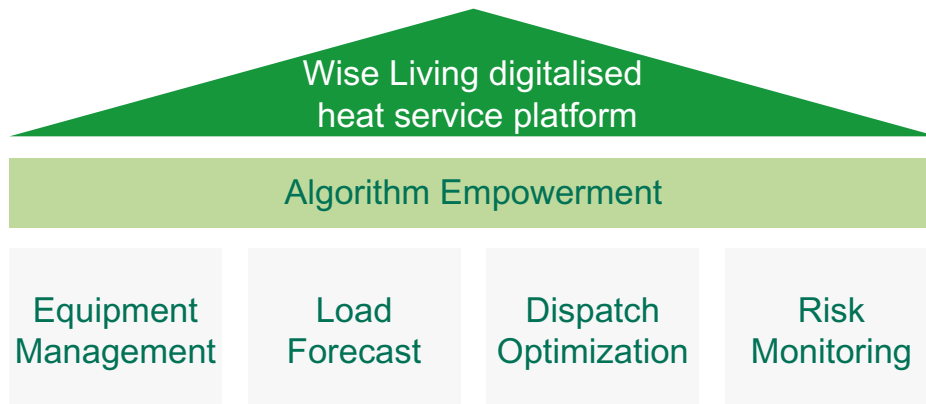 Wise Living digitalised
heat service platform
Algorithm Empowerment
Equipment
Management
Load
Forecast
Dispatch
Optimization
Risk
Monitoring